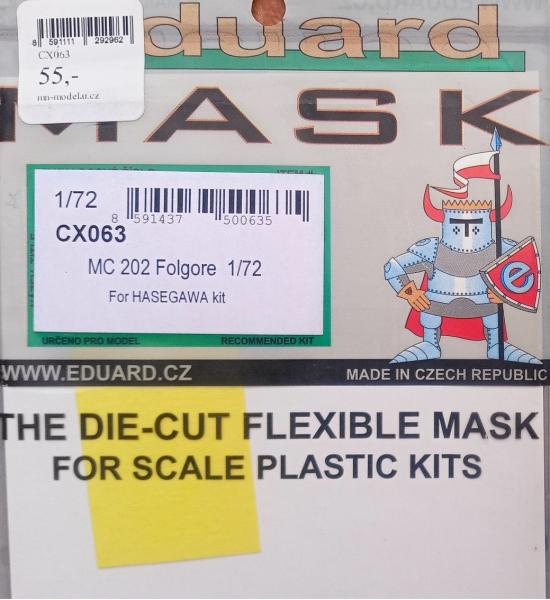 8 591111 292962
CX063
55,-
mn-modelar.cz
eduard
MASK
1/72
8 591437 500635
CX063
MC 202 Folgore 1/72
For HASEGAWA kit
URČENO PRO MODEL
RECOMMENDED KIT
e
WWW.EDUARD.CZ
MADE IN CZECH REPUBLIC
THE DIE-CUT FLEXIBLE MASK
FOR SCALE PLASTIC KITS